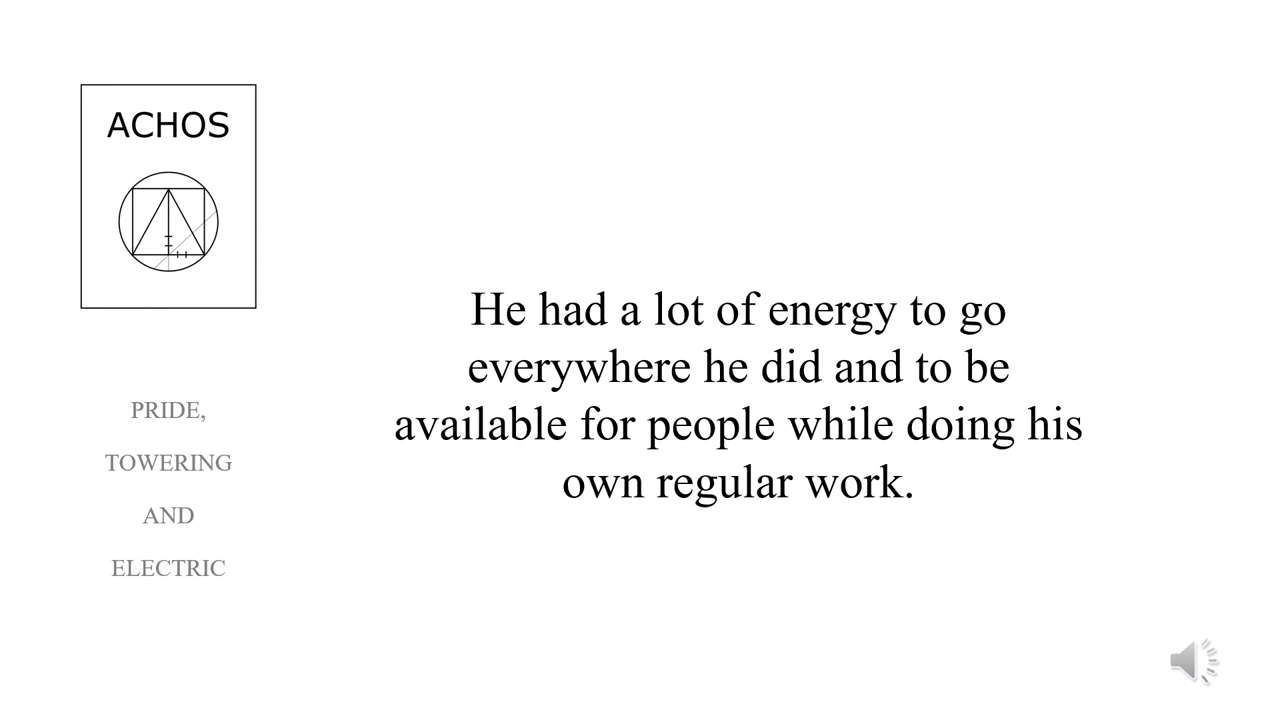 ACHOS
PRIDE,
TOWERING
AND
ELECTRIC
He had a lot of energy to go
everywhere he did and to be
available for people while doing his
own regular work.